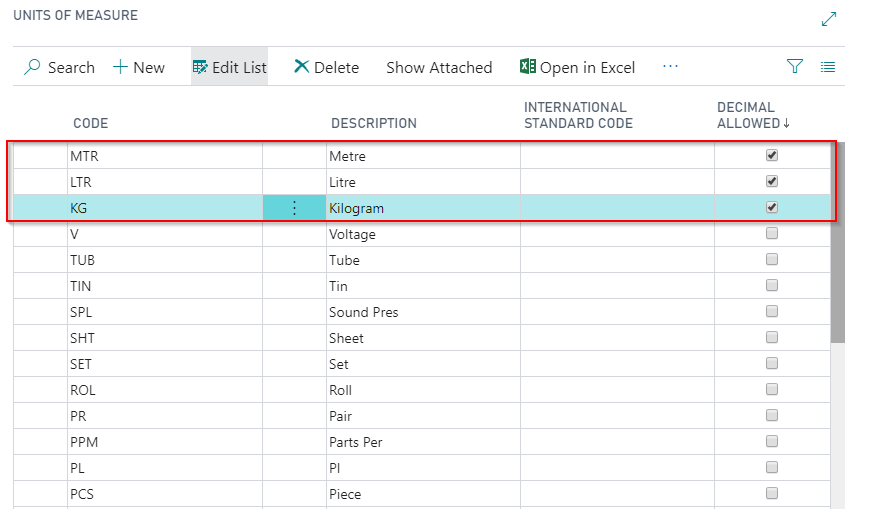 UNITS OF MEASURE
Search New Edit List Delete Show Attached Open in Excel ...
CODE DESCRIPTION INTERNATIONAL STANDARD CODE DECIMAL ALLOWED↓
MTR Metre
LTR Litre
KG Kilogram
V Voltage
TUB Tube
TIN Tin
SPL Sound Pres
SHT Sheet
SET Set
ROL Roll
PR Pair
PPM Parts Per
PL Pl
PCS Piece